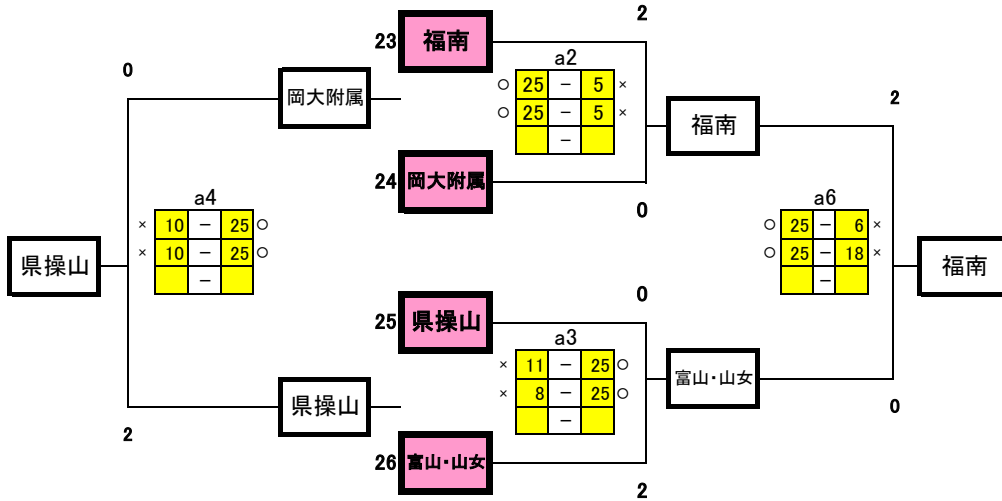 2
23 福南
0
a2
岡大附属
○ 25 － 5 ×
2
○ 25 － 5 ×
福南
－
24 岡大附属
a4
0
a6
× 10 － 25 ○
○ 25 － 6 ×
× 10 － 25 ○
○ 25 － 18 ×
県操山
福南
－
－
0
25 県操山
a3
× 11 － 25 ○
富山・山女
× 8 － 25 ○
県操山
0
－
2
26 富山・山女
2